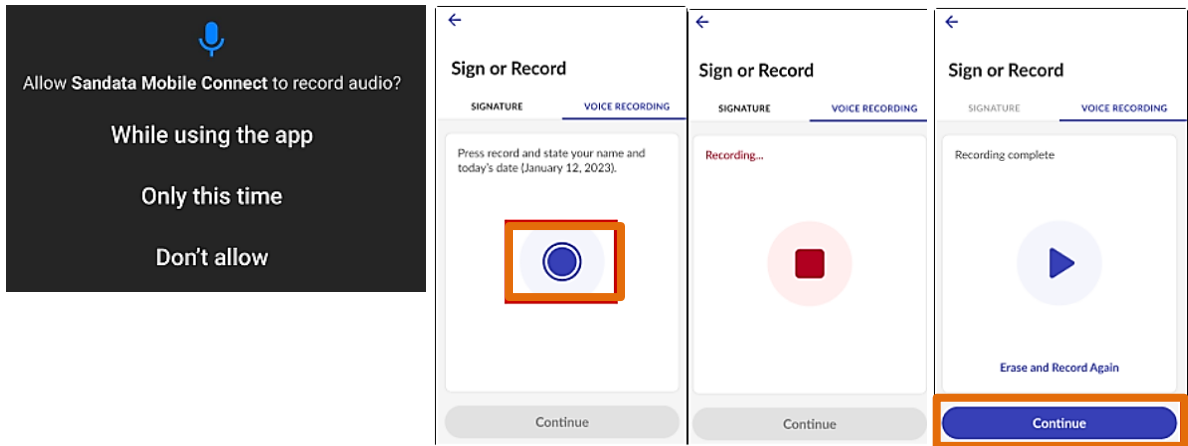 Allow Sandata Mobile Connect to record audio?
While using the app
Only this time
Don't allow
Sign or Record
SIGNATURE VOICE RECORDING
Press record and state your name and
today's date (January 12, 2023).
Continue
Sign or Record
SIGNATURE VOICE RECORDING
Recording...
Continue
Sign or Record
SIGNATURE VOICE RECORDING
Recording complete
Erase and Record Again
Continue